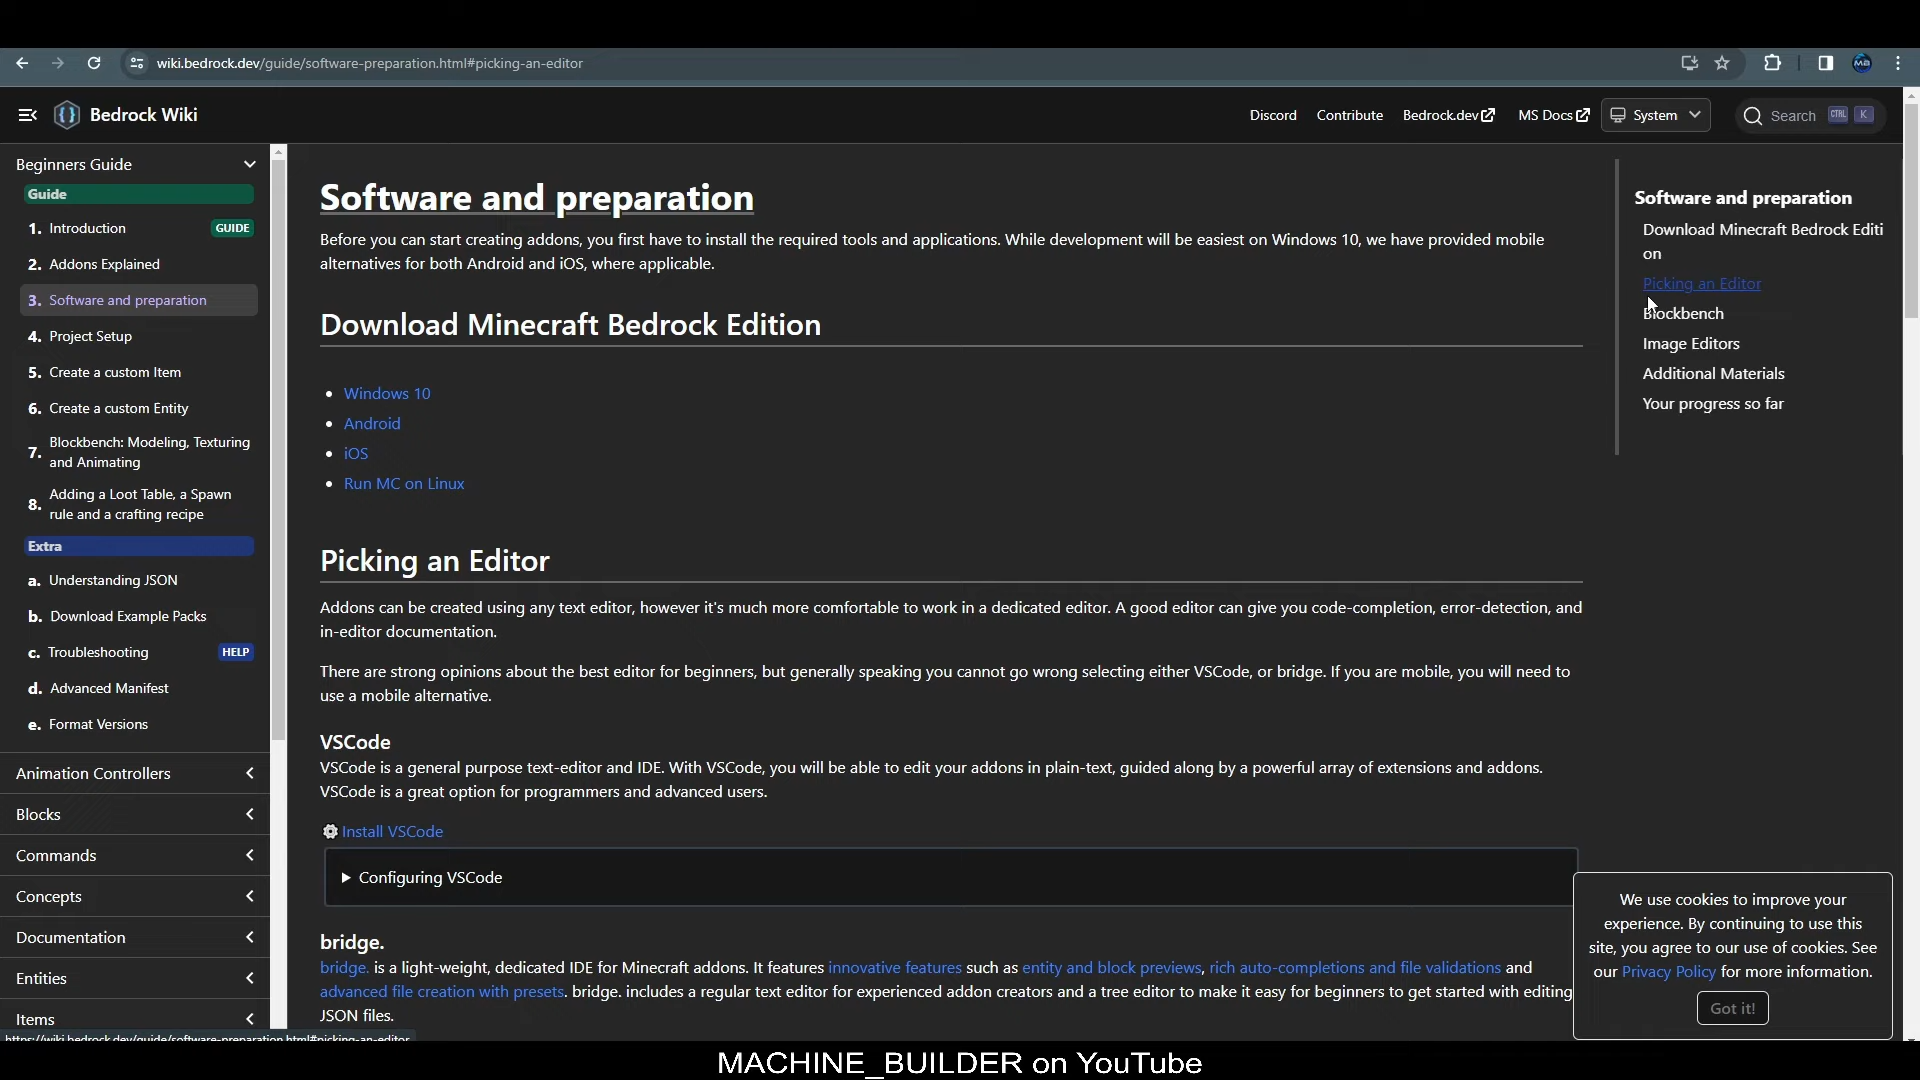 wiki.bedrock.dev/guide/software-preparation.html#picking-an-editor
Bedrock Wiki
Discord
Contribute
Bedrock.dev
MS Docs
System
Search CTRL K
Beginners Guide
Guide
1. Introduction GUIDE
2. Addons Explained
3. Software and preparation
4. Project Setup
5. Create a custom Item
6. Create a custom Entity
7. Blockbench: Modeling, Texturing
and Animating
8. Adding a Loot Table, a Spawn
rule and a crafting recipe
Extra
a. Understanding JSON
b. Download Example Packs
c. Troubleshooting HELP
d. Advanced Manifest
e. Format Versions
Animation Controllers
Blocks
Commands
Concepts
Documentation
Entities
Items
https://wiki.bedrock.dev/guide/software-preparation.html#picking-an-editor
Software and preparation
Before you can start creating addons, you first have to install the required tools and applications. While development will be easiest on Windows 10, we have provided mobile
alternatives for both Android and iOS, where applicable.
Download Minecraft Bedrock Edition
• Windows 10
• Android
• iOS
• Run MC on Linux
Picking an Editor
Addons can be created using any text editor, however it's much more comfortable to work in a dedicated editor. A good editor can give you code-completion, error-detection, and
in-editor documentation.
There are strong opinions about the best editor for beginners, but generally speaking you cannot go wrong selecting either VSCode, or bridge. If you are mobile, you will need to
use a mobile alternative.
VSCode
VSCode is a general purpose text-editor and IDE. With VSCode, you will be able to edit your addons in plain-text, guided along by a powerful array of extensions and addons.
VSCode is a great option for programmers and advanced users.
Install VSCode
Configuring VSCode
bridge.
bridge. is a light-weight, dedicated IDE for Minecraft addons. It features innovative features such as entity and block previews, rich auto-completions and file validations and
advanced file creation with presets. bridge. includes a regular text editor for experienced addon creators and a tree editor to make it easy for beginners to get started with editing
JSON files.
Software and preparation
Download Minecraft Bedrock Editi
on
Picking an Editor
Blockbench
Image Editors
Additional Materials
Your progress so far
We use cookies to improve your
experience. By continuing to use this
site, you agree to our use of cookies. See
our Privacy Policy for more information.
Got it!
MACHINE_BUILDER on YouTube